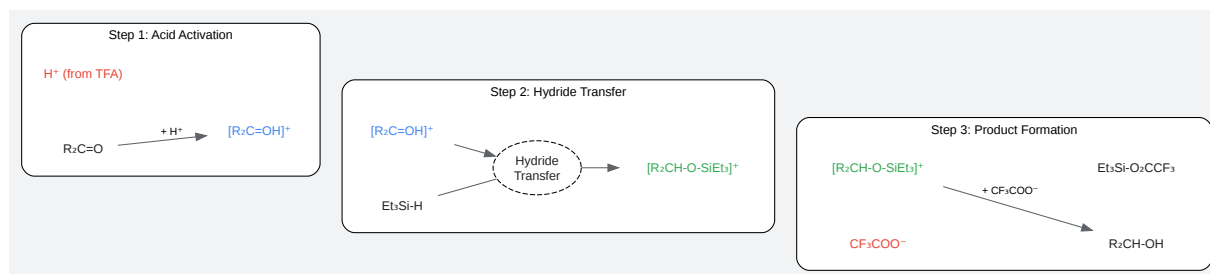 Step 1: Acid Activation
H⁺ (from TFA)
+ H⁺
[R₂C=OH]⁺
R₂C=O
Step 2: Hydride Transfer
[R₂C=OH]⁺
Hydride
Transfer
[R₂CH-O-SiEt₃]⁺
Et₃Si-H
Step 3: Product Formation
[R₂CH-O-SiEt₃]⁺
Et₃Si-O₂CCF₃
+ CF₃COO⁻
CF₃COO⁻
R₂CH-OH